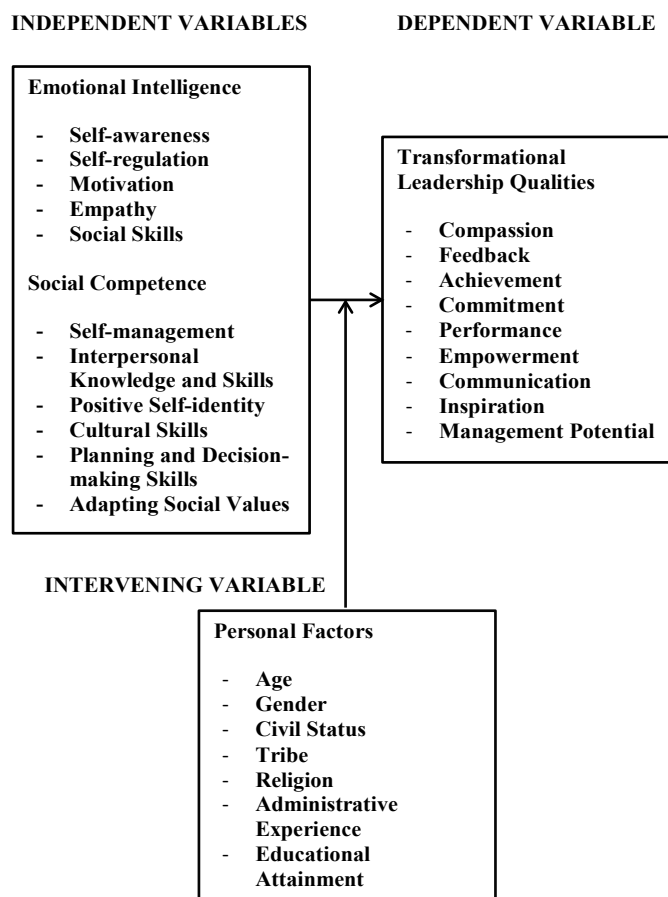 INDEPENDENT VARIABLES
Emotional Intelligence
- Self-awareness
- Self-regulation
- Motivation
- Empathy
- Social Skills
Social Competence
- Self-management
- Interpersonal
Knowledge and Skills
- Positive Self-identity
- Cultural Skills
- Planning and Decision-
making Skills
- Adapting Social Values
DEPENDENT VARIABLE
Transformational
Leadership Qualities
- Compassion
- Feedback
- Achievement
- Commitment
- Performance
- Empowerment
- Communication
- Inspiration
- Management Potential
INTERVENING VARIABLE
Personal Factors
- Age
- Gender
- Civil Status
- Tribe
- Religion
- Administrative
Experience
- Educational
Attainment